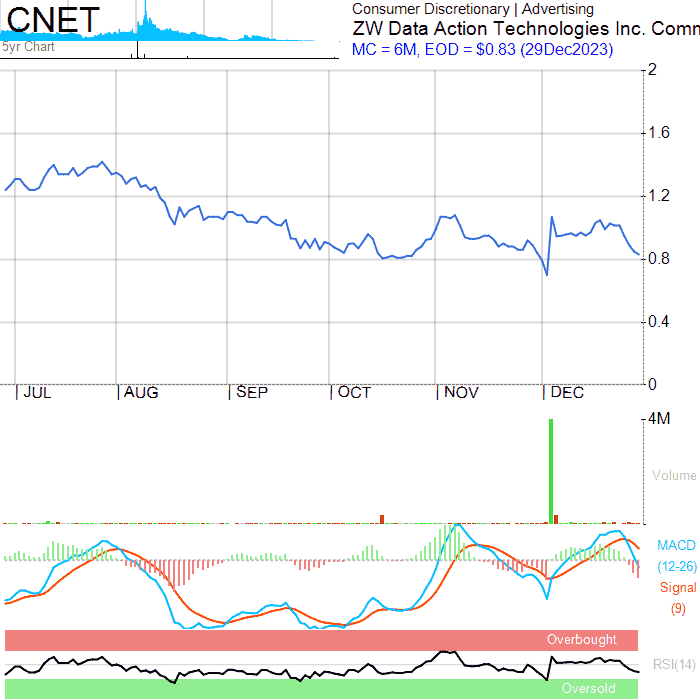 CNET
5yr Chart
Consumer Discretionary | Advertising
ZW Data Action Technologies Inc. Comm
MC = 6M, EOD = $0.83 (29Dec2023)
2
1.6
1.2
0.8
0.4
0
JUL AUG SEP OCT NOV DEC
4M
Volume
MACD
(12-26)
Signal
(9)
Overbought
RSI(14)
Oversold